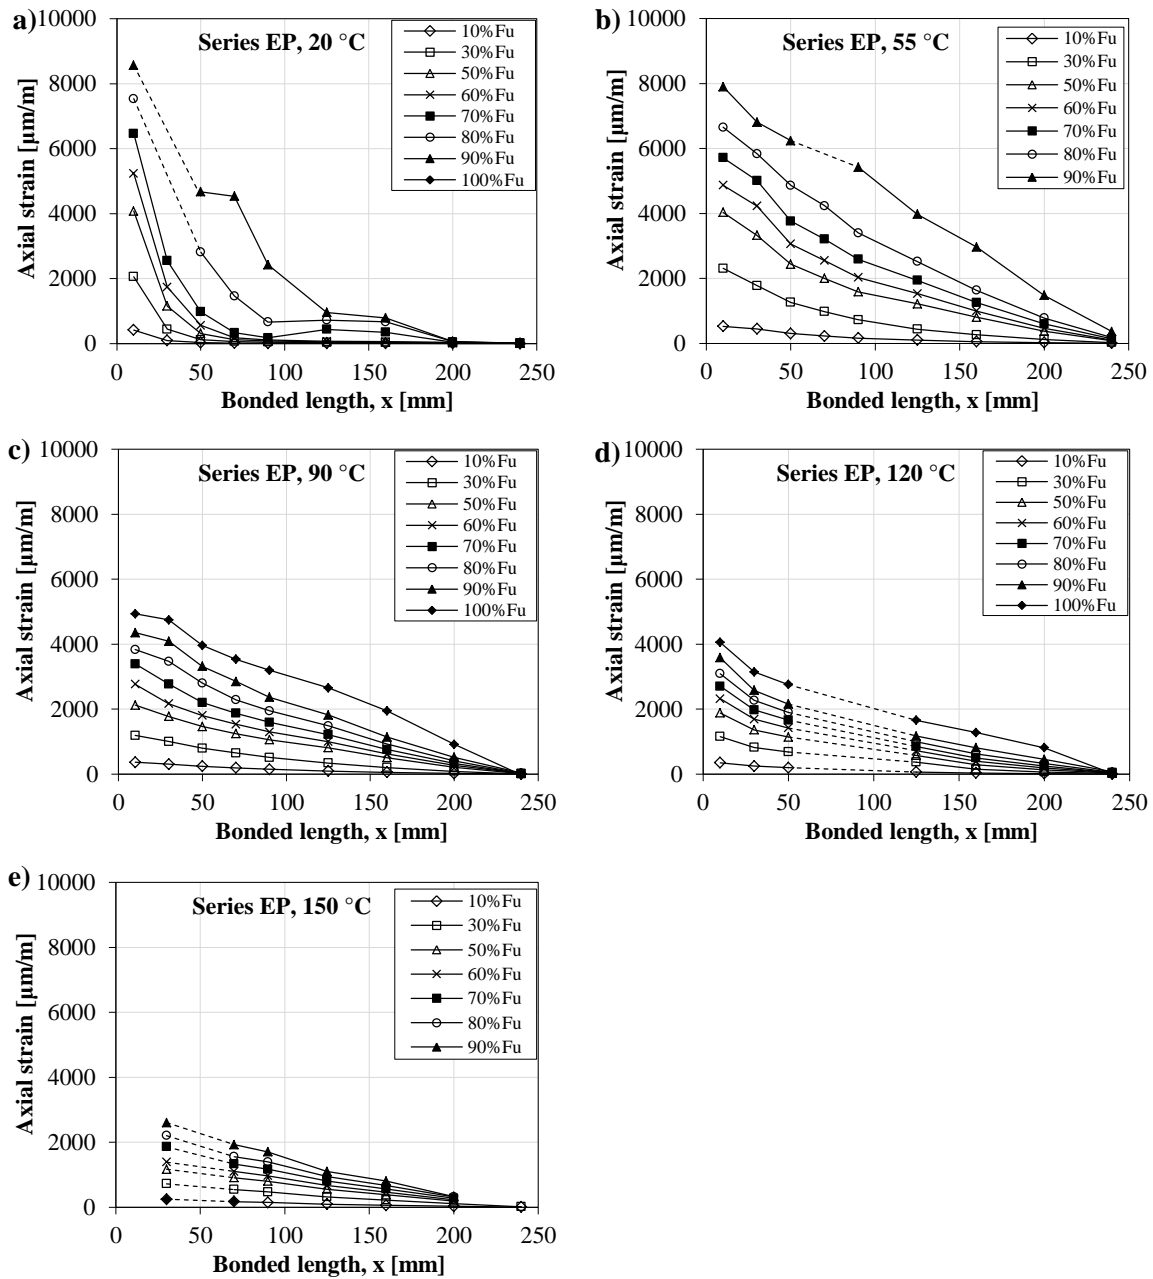 a)
Series EP, 20 °C
10%Fu
30%Fu
50%Fu
60%Fu
70%Fu
80%Fu
90%Fu
100%Fu
10000
8000
6000
4000
2000
0
Axial strain [µm/m]
0 50 100 150 200 250
Bonded length, x [mm]
b)
Series EP, 55 °C
10%Fu
30%Fu
50%Fu
60%Fu
70%Fu
80%Fu
90%Fu
10000
8000
6000
4000
2000
0
Axial strain [µm/m]
0 50 100 150 200 250
Bonded length, x [mm]
c)
Series EP, 90 °C
10%Fu
30%Fu
50%Fu
60%Fu
70%Fu
80%Fu
90%Fu
100%Fu
10000
8000
6000
4000
2000
0
Axial strain [µm/m]
0 50 100 150 200 250
Bonded length, x [mm]
d)
Series EP, 120 °C
10%Fu
30%Fu
50%Fu
60%Fu
70%Fu
80%Fu
90%Fu
100%Fu
10000
8000
6000
4000
2000
0
Axial strain [µm/m]
0 50 100 150 200 250
Bonded length, x [mm]
e)
Series EP, 150 °C
10%Fu
30%Fu
50%Fu
60%Fu
70%Fu
80%Fu
90%Fu
10000
8000
6000
4000
2000
0
Axial strain [µm/m]
0 50 100 150 200 250
Bonded length, x [mm]